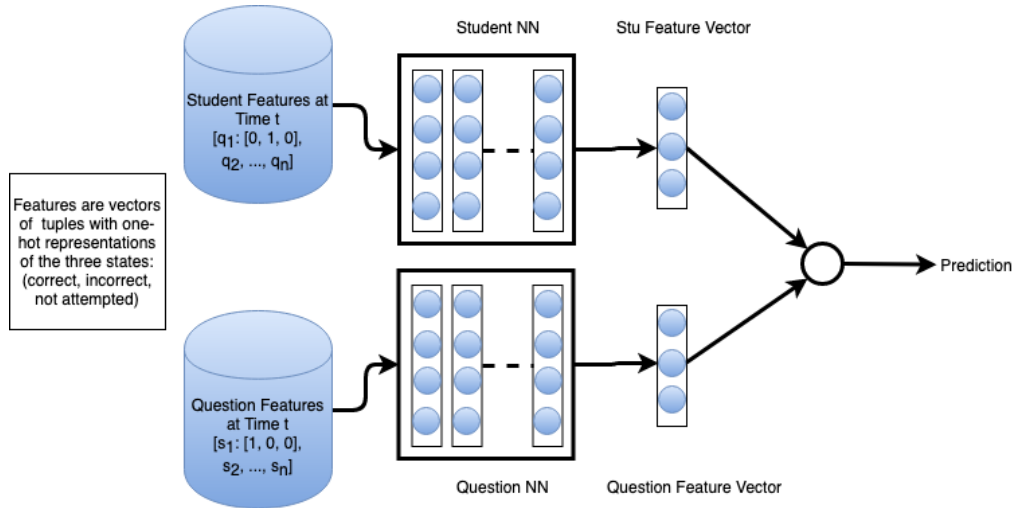 Student NN
Stu Feature Vector
Student Features at
Time t
[q1: [0, 1, 0],
q2, ..., qn]
Features are vectors
of tuples with one-
hot representations
of the three states:
(correct, incorrect,
not attempted)
Prediction
Question Features
at Time t
[s1: [1, 0, 0],
s2, ..., sn]
Question NN
Question Feature Vector